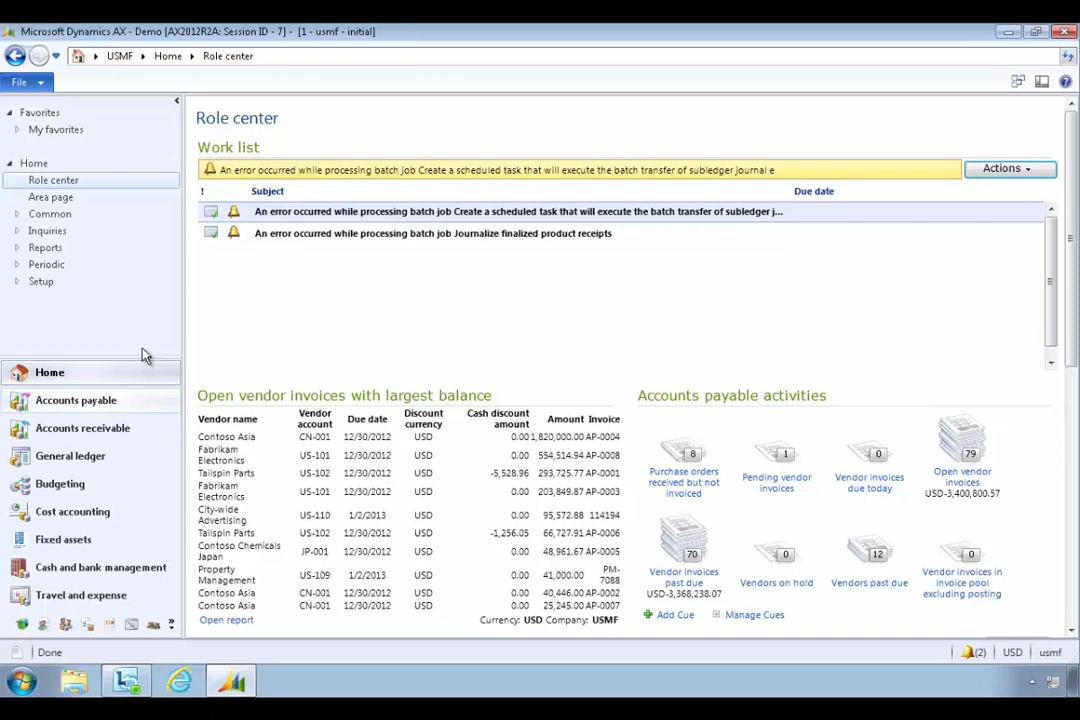 Microsoft Dynamics AX - Demo [AX2012R2A: Session ID - 7] - [1 - usmf - initial]
USMF Home Role center
File
Favorites
My favorites
Home
Role center
Area page
Common
Inquiries
Reports
Periodic
Setup
Home
Accounts payable
Accounts receivable
General ledger
Budgeting
Cost accounting
Fixed assets
Cash and bank management
Travel and expense
Role center
Work list
An error occurred while processing batch job Create a scheduled task that will execute the batch transfer of subledger journal e
Actions
! Subject Due date
An error occurred while processing batch job Create a scheduled task that will execute the batch transfer of subledger j...
An error occurred while processing batch job Journalize finalized product receipts
Open vendor invoices with largest balance
Vendor name Vendor account Due date Discount currency Cash discount amount Amount Invoice
Contoso Asia CN-001 12/30/2012 USD 0.00 1,820,000.00 AP-0004
Fabrikam Electronics US-101 12/30/2012 USD 0.00 554,514.94 AP-0008
Tailspin Parts US-102 12/30/2012 USD -5,528.96 293,725.77 AP-0001
Fabrikam Electronics US-101 12/30/2012 USD 0.00 203,849.87 AP-0003
City-wide Advertising US-110 1/2/2013 USD 0.00 95,572.88 114194
Tailspin Parts US-102 12/30/2012 USD -1,256.05 66,727.91 AP-0006
Contoso Chemicals Japan JP-001 12/30/2012 USD 0.00 48,961.67 AP-0005
Property Management US-109 1/2/2013 USD 0.00 41,000.00 PM-7088
Contoso Asia CN-001 12/30/2012 USD 0.00 40,446.00 AP-0002
Contoso Asia CN-001 12/30/2012 USD 0.00 25,245.00 AP-0007
Open report Currency: USD Company: USMF
Accounts payable activities
8
Purchase orders received but not invoiced
1
Pending vendor invoices
0
Vendor invoices due today
79
Open vendor invoices
USD-3,400,800.57
70
Vendor invoices past due
USD-3,368,238.07
0
Vendors on hold
12
Vendors past due
0
Vendor invoices in invoice pool excluding posting
Add Cue Manage Cues
Done (2) USD usmf